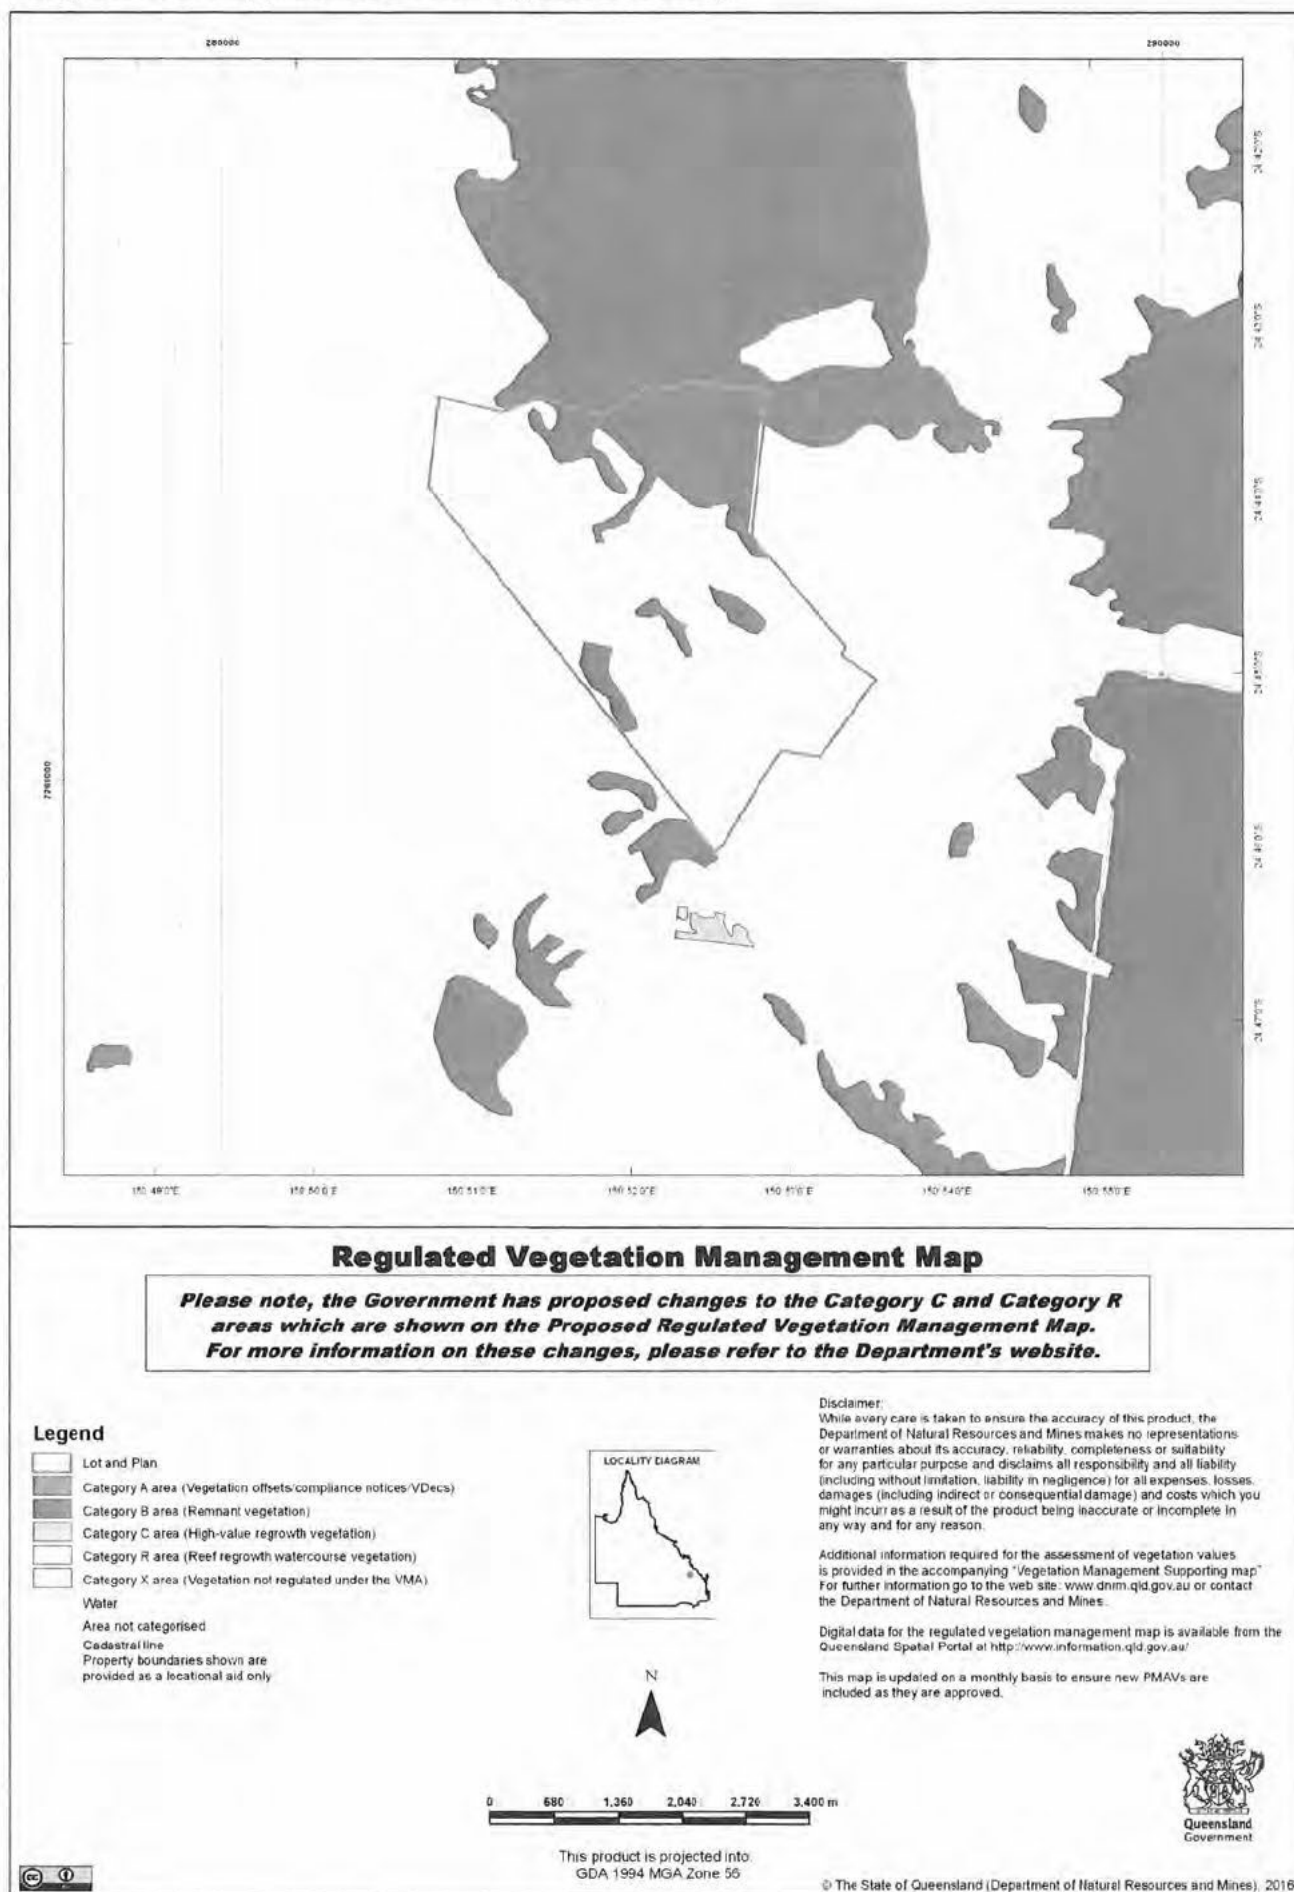 280000
290000
7261000
Regulated Vegetation Management Map
Please note, the Government has proposed changes to the Category C and Category R
areas which are shown on the Proposed Regulated Vegetation Management Map.
For more information on these changes, please refer to the Department's website.
Legend
Lot and Plan
Category A area (Vegetation offsets/compliance notices/VDecs)
Category B area (Remnant vegetation)
Category C area (High-value regrowth vegetation)
Category R area (Reef regrowth watercourse vegetation)
Category X area (Vegetation not regulated under the VMA)
Water
Area not categorised
Cadastral line
Property boundaries shown are
provided as a locational aid only
LOCALITY DIAGRAM
N
0 680 1,360 2,040 2,720 3,400 m
This product is projected into:
GDA 1994 MGA Zone 56
Disclaimer:
While every care is taken to ensure the accuracy of this product, the
Department of Natural Resources and Mines makes no representations
or warranties about its accuracy, reliability, completeness or suitability
for any particular purpose and disclaims all responsibility and all liability
(including without limitation, liability in negligence) for all expenses, losses,
damages (including indirect or consequential damage) and costs which you
might incurr as a result of the product being inaccurate or incomplete in
any way and for any reason.
Additional information required for the assessment of vegetation values
is provided in the accompanying "Vegetation Management Supporting map"
For further information go to the web site: www.dnrm.qld.gov.au or contact
the Department of Natural Resources and Mines.
Digital data for the regulated vegetation management map is available from the
Queensland Spatial Portal at http://www.information.qld.gov.au/
This map is updated on a monthly basis to ensure new PMAVs are
included as they are approved.
Queensland
Government
© The State of Queensland (Department of Natural Resources and Mines), 2016